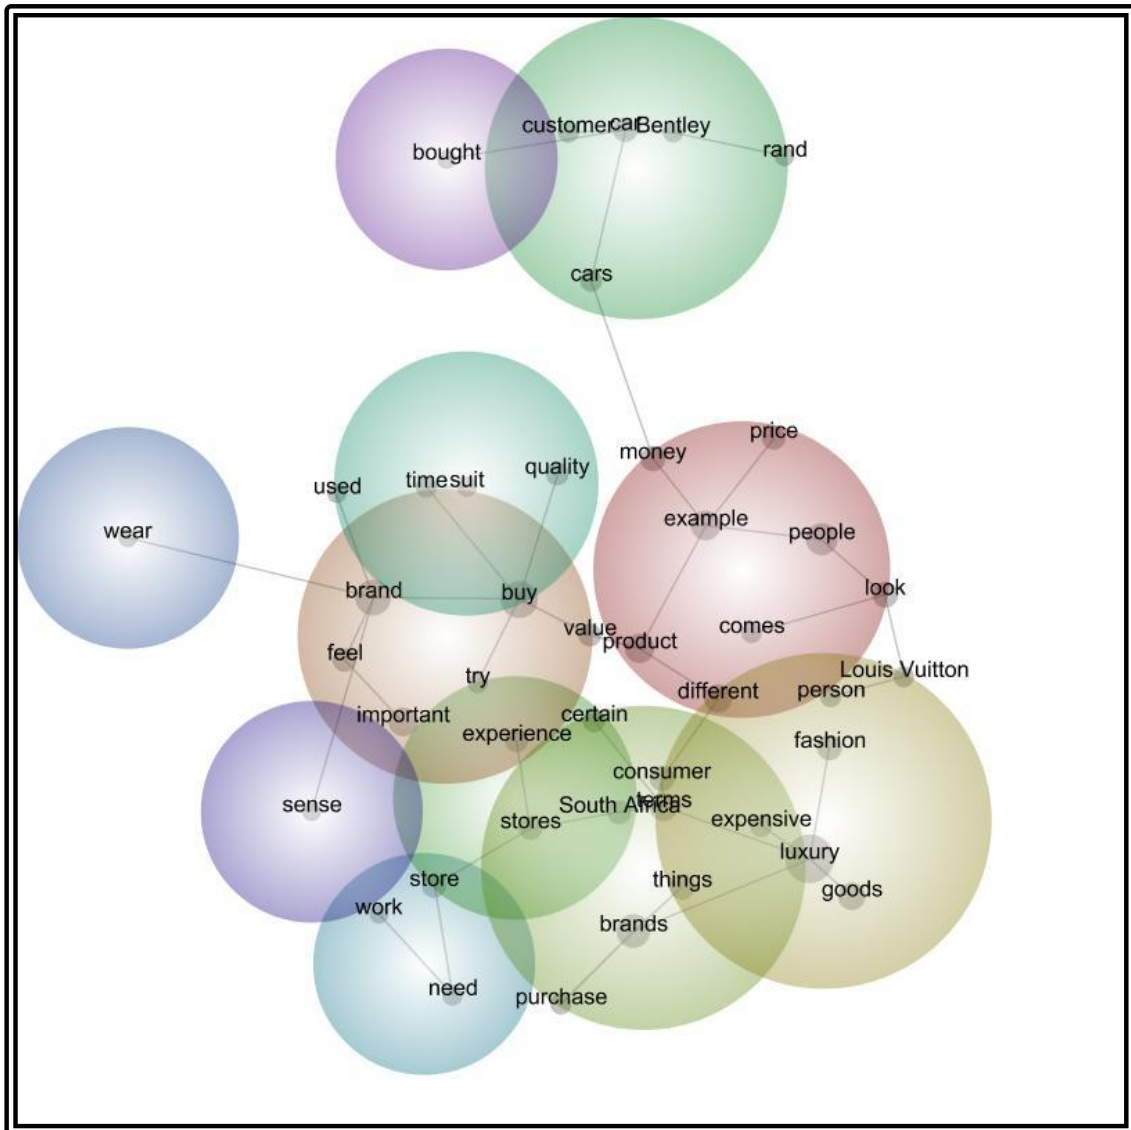 customer
car
Bentley
bought
rand
cars
price
money
quality
time
suit
used
example
wear
people
brand
buy
look
value
comes
product
feel
Louis Vuitton
try
different
person
important
certain
experience
fashion
consumer
sense
South Africa
terms
stores
expensive
luxury
store
things
goods
work
brands
need
purchase